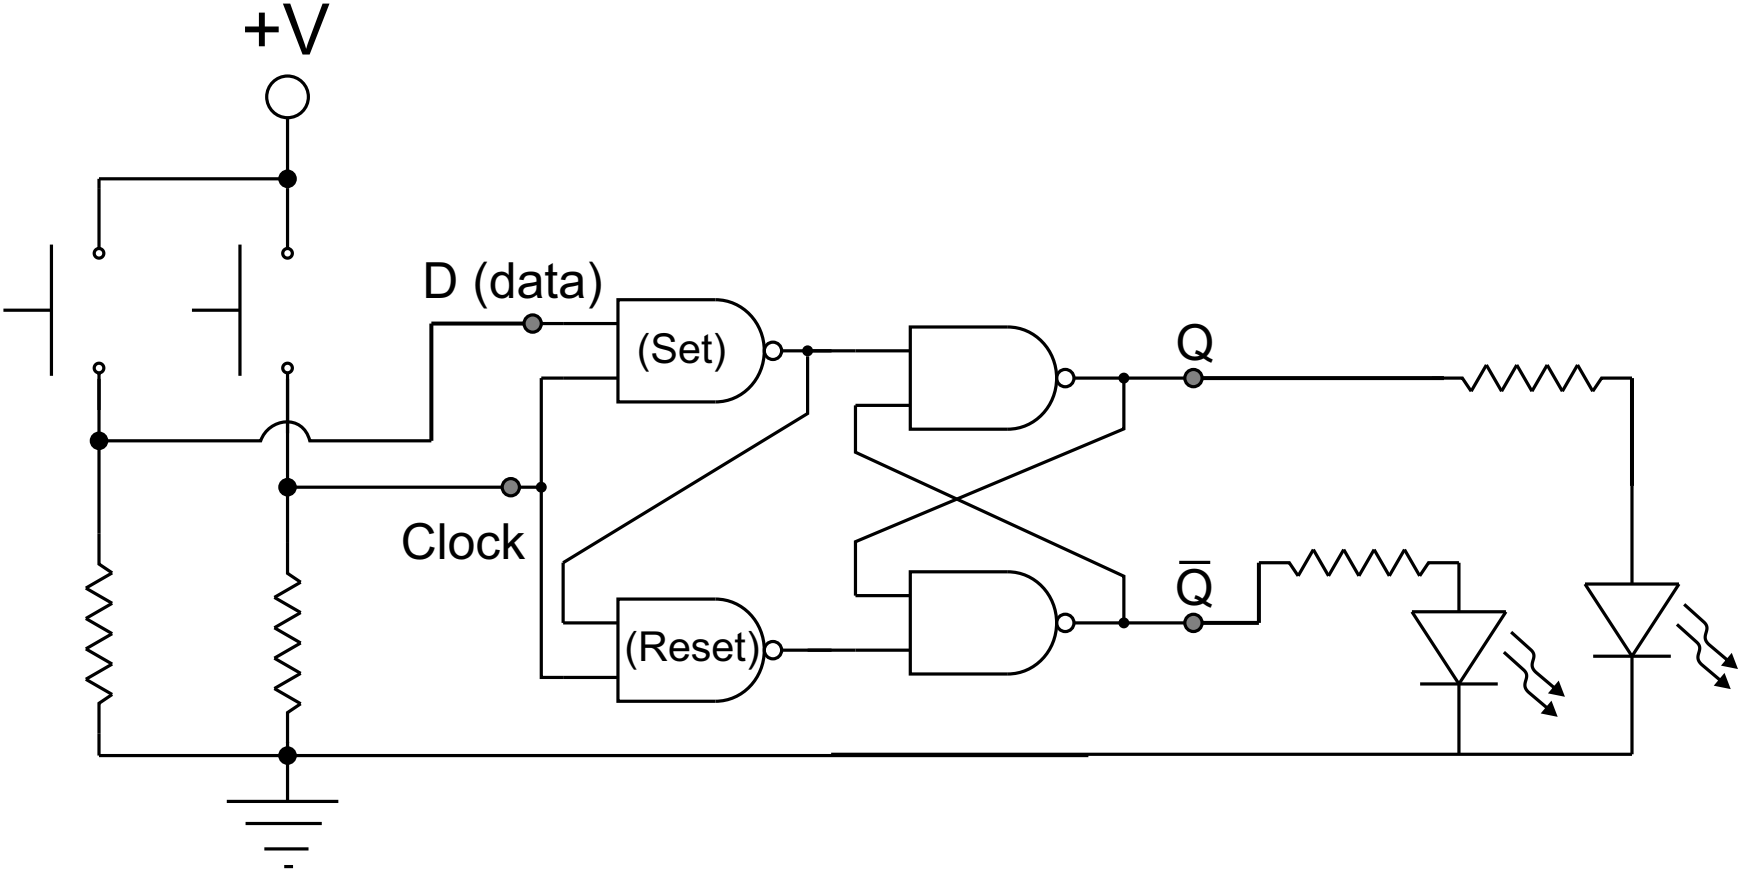 +V
D (data)
(Set)
Q
Clock
Q̅
(Reset)